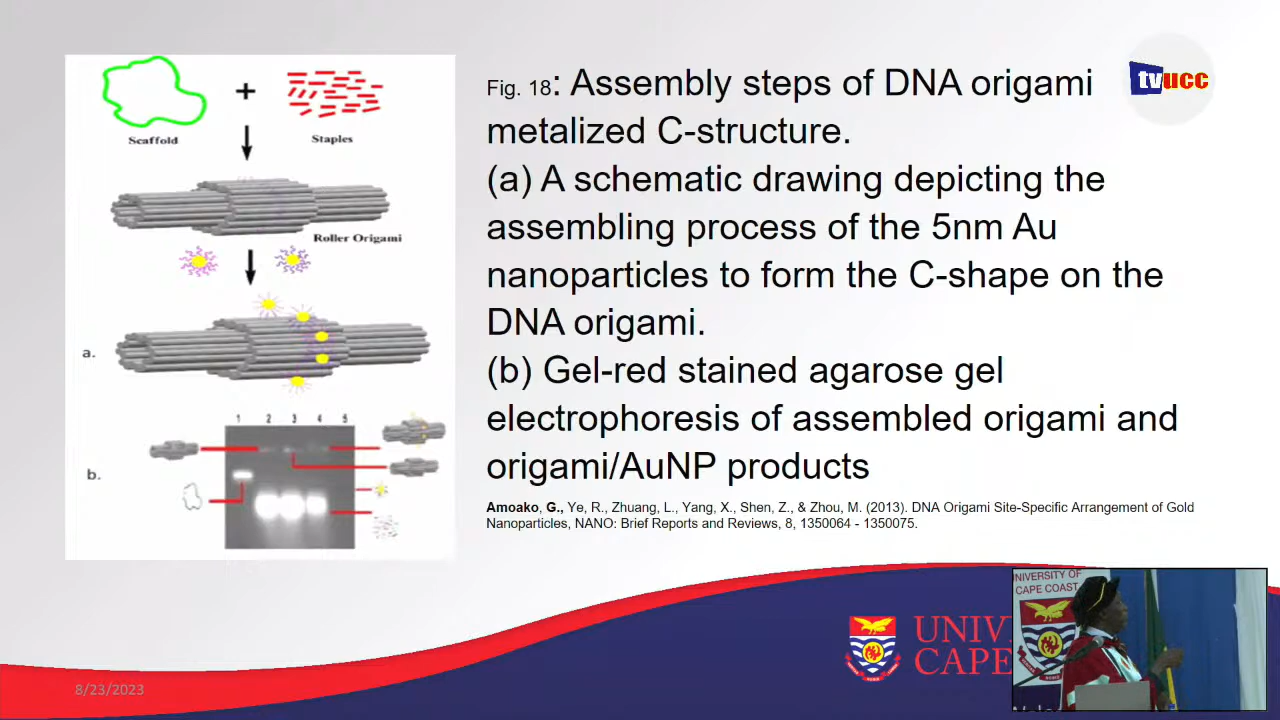 Scaffold
+
Staples
Roller Origami
a.
1 2 3 4 5
b.
Fig. 18: Assembly steps of DNA origami
metalized C-structure.
(a) A schematic drawing depicting the
assembling process of the 5nm Au
nanoparticles to form the C-shape on the
DNA origami.
(b) Gel-red stained agarose gel
electrophoresis of assembled origami and
origami/AuNP products
Amoako, G., Ye, R., Zhuang, L., Yang, X., Shen, Z., & Zhou, M. (2013). DNA Origami Site-Specific Arrangement of Gold
Nanoparticles, NANO: Brief Reports and Reviews, 8, 1350064 - 1350075.
tvucc
UNIV
CAPE
UNIVERSITY OF
CAPE COAST
8/23/2023